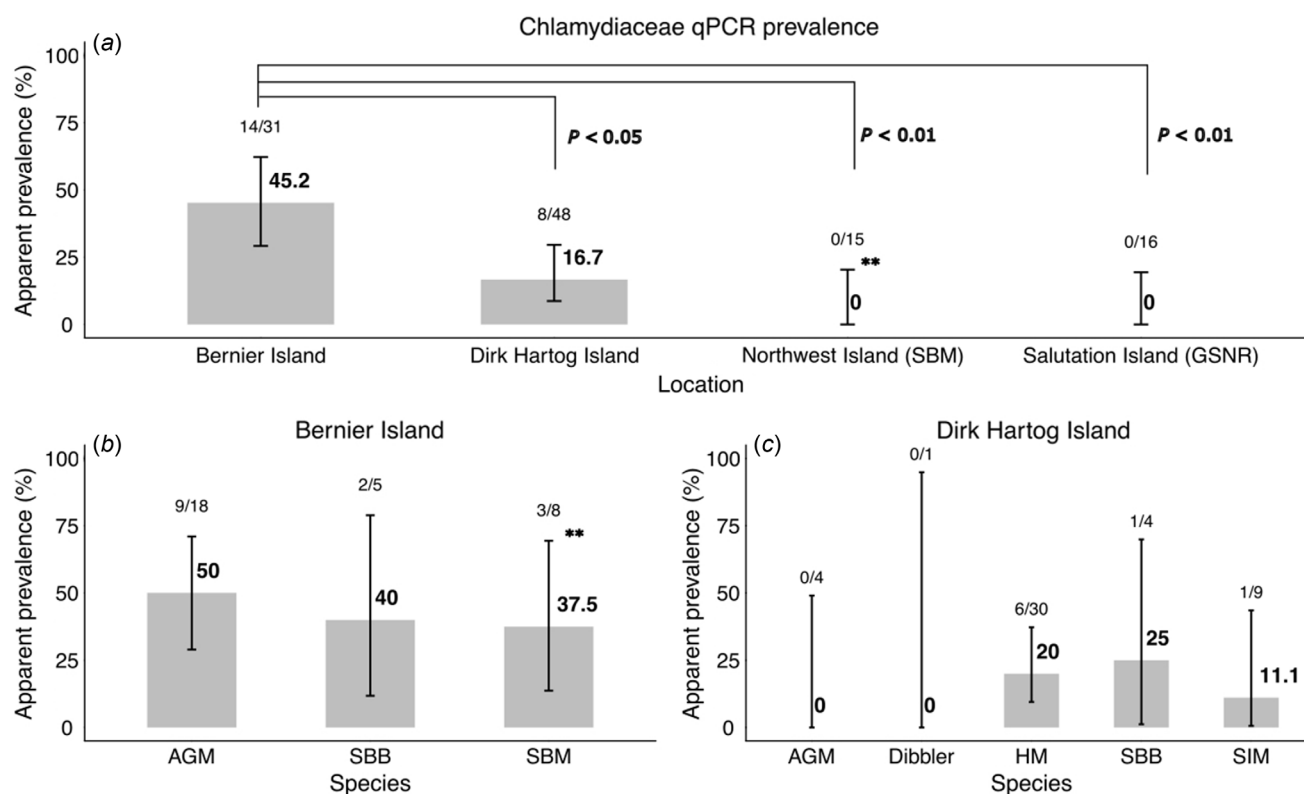 Chlamydiaceae qPCR prevalence
(a)
Apparent prevalence (%)
100
75
50
25
0
14/31
45.2
8/48
16.7
P < 0.05
0/15
**
0
P < 0.01
0/16
0
P < 0.01
Bernier Island
Dirk Hartog Island
Northwest Island (SBM)
Salutation Island (GSNR)
Location
Bernier Island
(b)
Apparent prevalence (%)
100
75
50
25
0
9/18
50
2/5
40
3/8
**
37.5
AGM
SBB
SBM
Species
Dirk Hartog Island
(c)
Apparent prevalence (%)
100
75
50
25
0
0/4
0
0/1
0
6/30
20
1/4
25
1/9
11.1
AGM
Dibbler
HM
SBB
SIM
Species